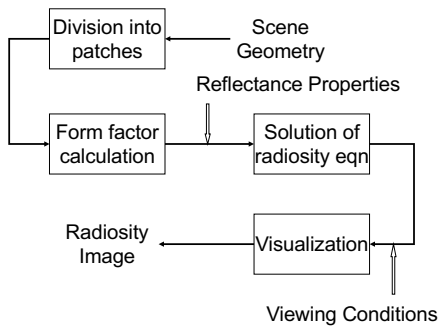 Division into
patches
Scene
Geometry
Reflectance Properties
Form factor
calculation
Solution of
radiosity eqn
Radiosity
Image
Visualization
Viewing Conditions